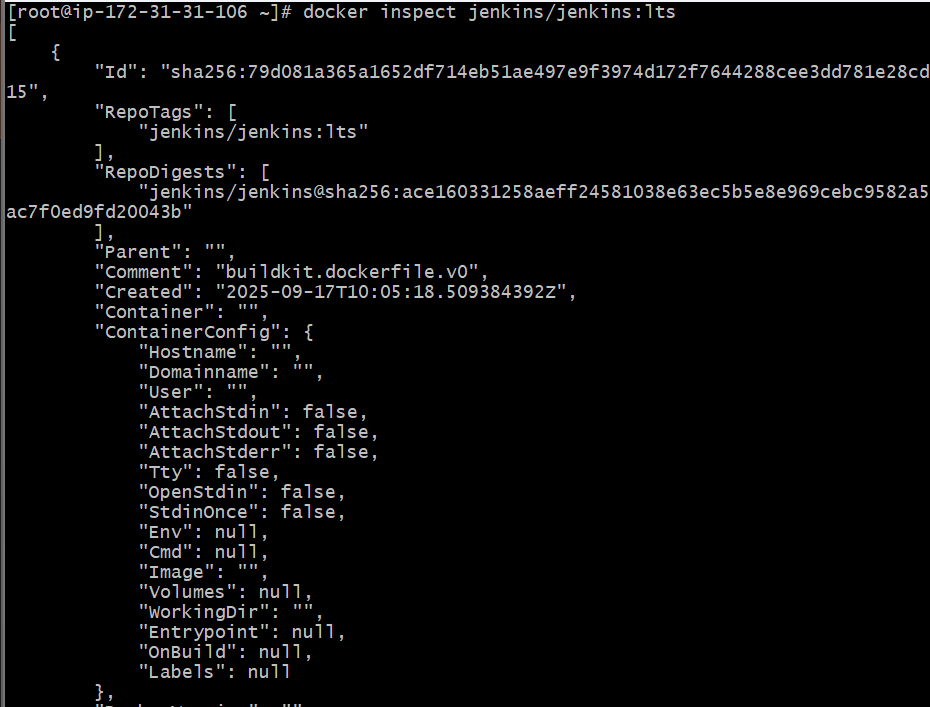 [root@ip-172-31-31-106 ~]# docker inspect jenkins/jenkins:lts
[
    {
        "Id": "sha256:79d081a365a1652df714eb51ae497e9f3974d172f7644288cee3dd781e28cd
15",
        "RepoTags": [
            "jenkins/jenkins:lts"
        ],
        "RepoDigests": [
            "jenkins/jenkins@sha256:ace160331258aeff24581038e63ec5b5e8e969cebc9582a5
ac7f0ed9fd20043b"
        ],
        "Parent": "",
        "Comment": "buildkit.dockerfile.v0",
        "Created": "2025-09-17T10:05:18.509384392Z",
        "Container": "",
        "ContainerConfig": {
            "Hostname": "",
            "Domainname": "",
            "User": "",
            "AttachStdin": false,
            "AttachStdout": false,
            "AttachStderr": false,
            "Tty": false,
            "OpenStdin": false,
            "StdinOnce": false,
            "Env": null,
            "Cmd": null,
            "Image": "",
            "Volumes": null,
            "WorkingDir": "",
            "Entrypoint": null,
            "OnBuild": null,
            "Labels": null
        },